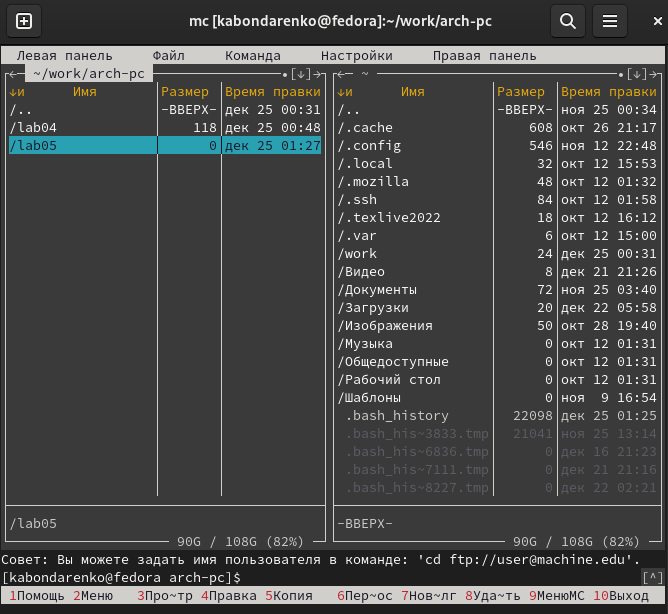 mc [kabondarenko@fedora]:~/work/arch-pc
Левая панель Файл Команда Настройки Правая панель
~/work/arch-pc [↓] ~ [↓]
↓и Имя Размер Время правки ↓и Имя Размер Время правки
/.. -ВВЕРХ- дек 25 00:31 /.. -ВВЕРХ- ноя 25 00:34
/lab04 118 дек 25 00:48 /.cache 608 окт 26 21:17
/lab05 0 дек 25 01:27 /.config 546 ноя 12 22:48
/.local 32 окт 12 15:53
/.mozilla 48 окт 12 01:32
/.ssh 84 окт 12 01:58
/.texlive2022 18 окт 12 16:12
/.var 6 окт 12 15:00
/work 24 дек 25 00:31
/Видео 8 дек 21 21:26
/Документы 72 ноя 25 03:40
/Загрузки 20 дек 22 05:58
/Изображения 50 окт 28 19:40
/Музыка 0 окт 12 01:31
/Общедоступные 0 окт 12 01:31
/Рабочий стол 0 окт 12 01:31
/Шаблоны 0 ноя 9 16:54
.bash_history 22098 дек 25 01:25
.bash_his~3833.tmp 21041 ноя 25 13:14
.bash_his~6836.tmp 0 дек 16 21:23
.bash_his~7111.tmp 0 дек 21 21:16
.bash_his~8227.tmp 0 дек 22 02:21
/lab05 -ВВЕРХ-
90G / 108G (82%) 90G / 108G (82%)
Совет: Вы можете задать имя пользователя в команде: 'cd ftp://user@machine.edu'.
[kabondarenko@fedora arch-pc]$ [^]
1Помощь 2Меню 3Про~тр 4Правка 5Копия 6Пер~ос 7Нов~лг 8Уда~ть 9МенюMC 10Выход